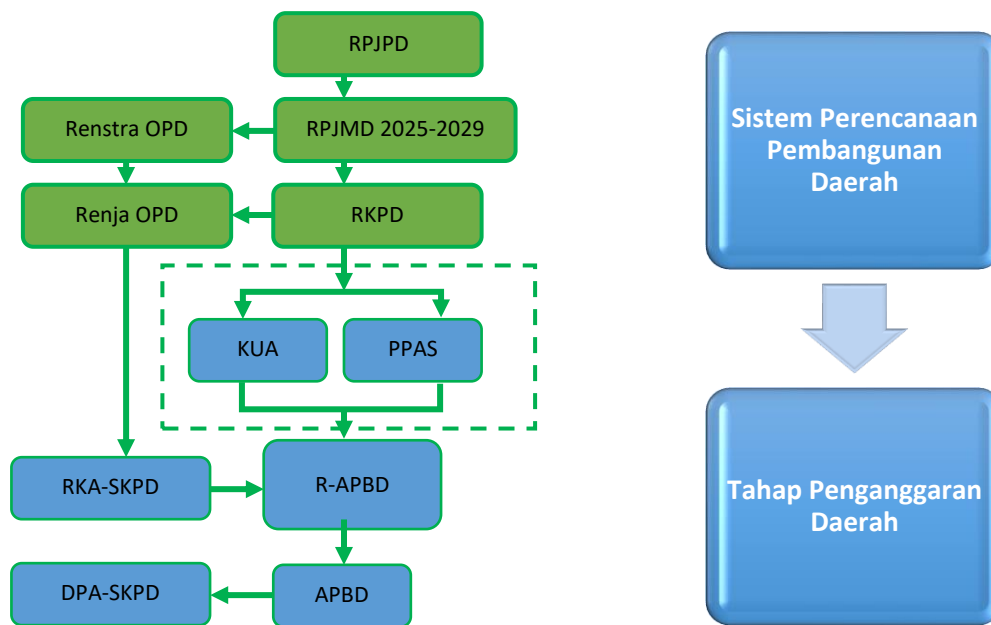 RPJPD
Renstra OPD
RPJMD 2025-2029
Renja OPD
RKPD
KUA
PPAS
RKA-SKPD
R-APBD
DPA-SKPD
APBD
Sistem Perencanaan
Pembangunan
Daerah
Tahap Penganggaran
Daerah